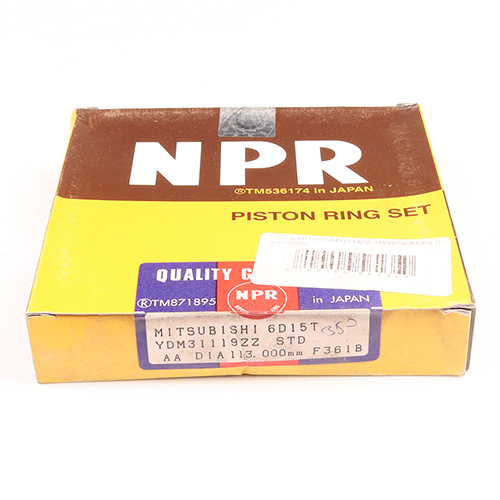 NPR
®TM536174 in JAPAN
PISTON RING SET
QUALITY G
NPR
®TM871895
in JAPAN
MITSUBISHI 6D15T
YDM31119ZZ STD
AA DIA113.000mm F361B